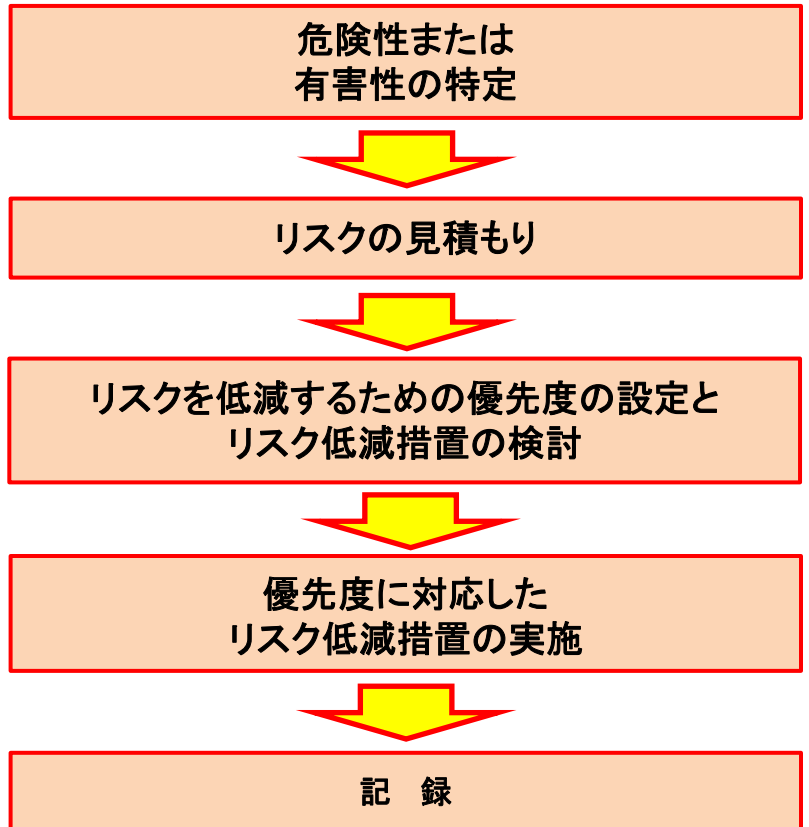 危険性または
有害性の特定
リスクの見積もり
リスクを低減するための優先度の設定と
リスク低減措置の検討
優先度に対応した
リスク低減措置の実施
記　録